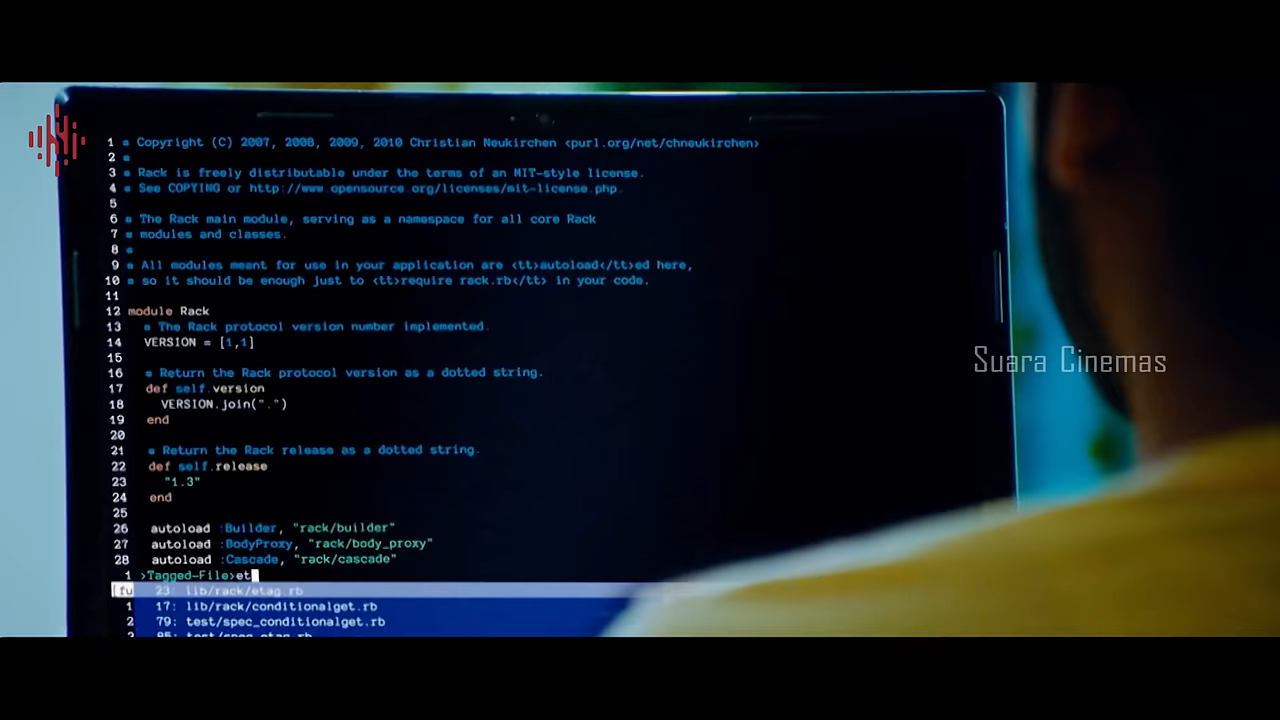 1 # Copyright (C) 2007, 2008, 2009, 2010 Christian Neukirchen <purl.org/net/chneukirchen>
2 #
3 # Rack is freely distributable under the terms of an MIT-style license.
4 # See COPYING or http://www.opensource.org/licenses/mit-license.php.
5
6 # The Rack main module, serving as a namespace for all core Rack
7 # modules and classes.
8 #
9 # All modules meant for use in your application are <tt>autoload</tt>ed here,
10 # so it should be enough just to <tt>require rack.rb</tt> in your code.
11
12 module Rack
13 # The Rack protocol version number implemented.
14 VERSION = [1,1]
15
16 # Return the Rack protocol version as a dotted string.
17 def self.version
18 VERSION.join(".")
19 end
20
21 # Return the Rack release as a dotted string.
22 def self.release
23 "1.3"
24 end
25
26 autoload :Builder, "rack/builder"
27 autoload :BodyProxy, "rack/body_proxy"
28 autoload :Cascade, "rack/cascade"
1 >Tagged-File>et
[fu 23: lib/rack/etag.rb
1 17: lib/rack/conditionalget.rb
2 79: test/spec_conditionalget.rb
test/spec_etag.rb
Suara Cinemas